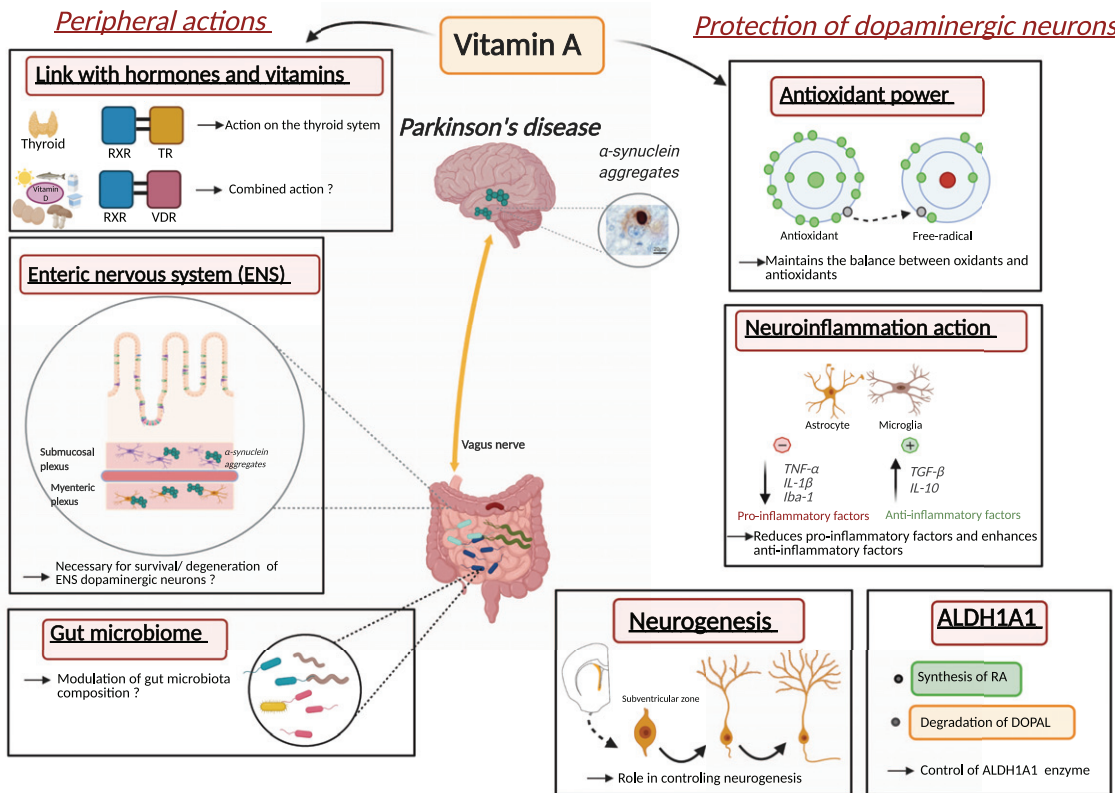 Peripheral actions
Vitamin A
Protection of dopaminergic neurons
Link with hormones and vitamins
Thyroid
RXR
TR
Action on the thyroid sytem
Vitamin
D
RXR
VDR
Combined action ?
Parkinson's disease
α-synuclein
aggregates
Antioxidant power
Antioxidant
Free-radical
Maintains the balance between oxidants and
antioxidants
Enteric nervous system (ENS)
Submucosal
plexus
α-synuclein
aggregates
Myenteric
plexus
Necessary for survival/ degeneration of
ENS dopaminergic neurons ?
Vagus nerve
Neuroinflammation action
Astrocyte
Microglia
TNF-α
IL-1β
Iba-1
TGF-β
IL-10
Pro-inflammatory factors
Anti-inflammatory factors
Reduces pro-inflammatory factors and enhances
anti-inflammatory factors
Gut microbiome
Modulation of gut microbiota
composition ?
Neurogenesis
Subventricular zone
Role in controling neurogenesis
ALDH1A1
Synthesis of RA
Degradation of DOPAL
Control of ALDH1A1 enzyme